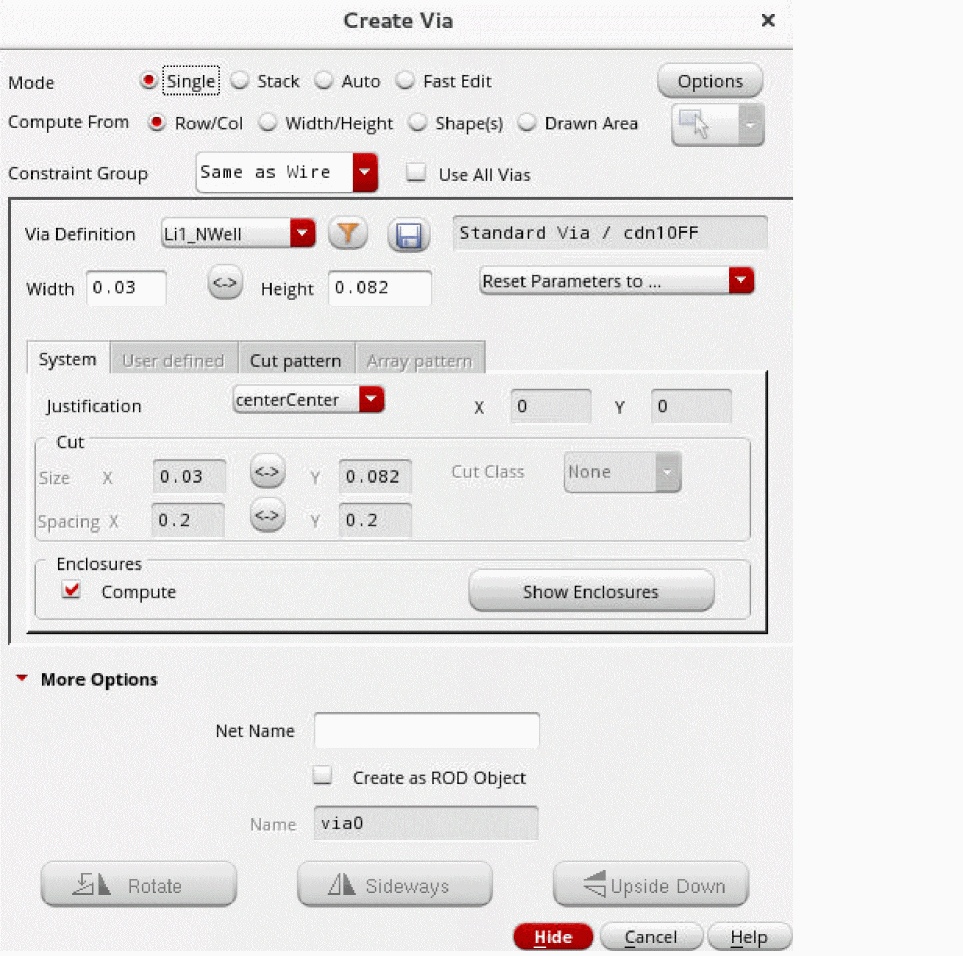 Create Via
Mode Single Stack Auto Fast Edit Options
Compute From Row/Col Width/Height Shape(s) Drawn Area
Constraint Group Same as Wire Use All Vias
Via Definition Li1_NWell Standard Via / cdn10FF
Width 0.03 <-> Height 0.082 Reset Parameters to ...
System User defined Cut pattern Array pattern
Justification centerCenter X 0 Y 0
Cut
Size X 0.03 <-> Y 0.082 Cut Class None
Spacing X 0.2 <-> Y 0.2
Enclosures
Compute Show Enclosures
More Options
Net Name
Create as ROD Object
Name via0
Rotate Sideways Upside Down
Hide Cancel Help